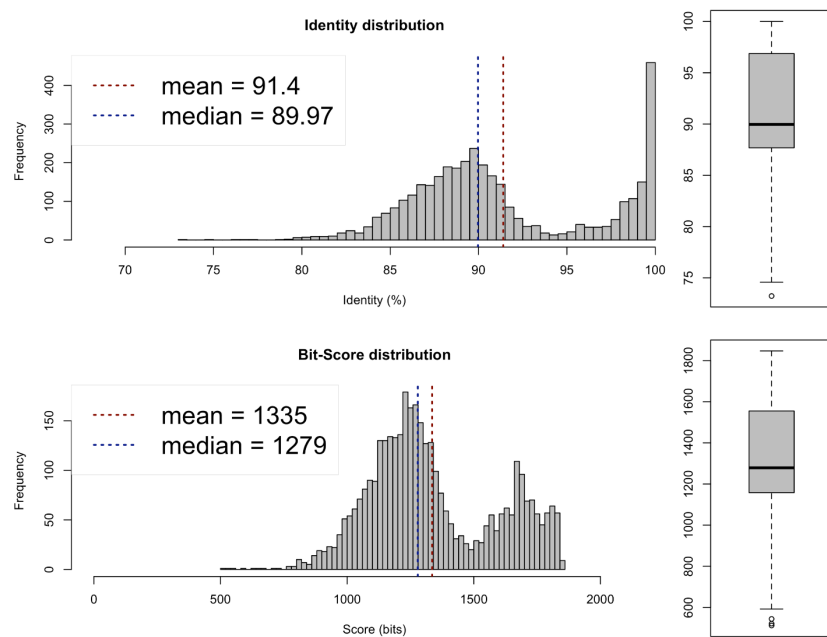 Identity distribution
mean = 91.4
median = 89.97
Frequency
400
300
200
100
0
70 75 80 85 90 95 100
Identity (%)
100
95
90
85
80
75
Bit-Score distribution
mean = 1335
median = 1279
Frequency
150
100
50
0
0 500 1000 1500 2000
Score (bits)
1800
1600
1400
1200
1000
800
600